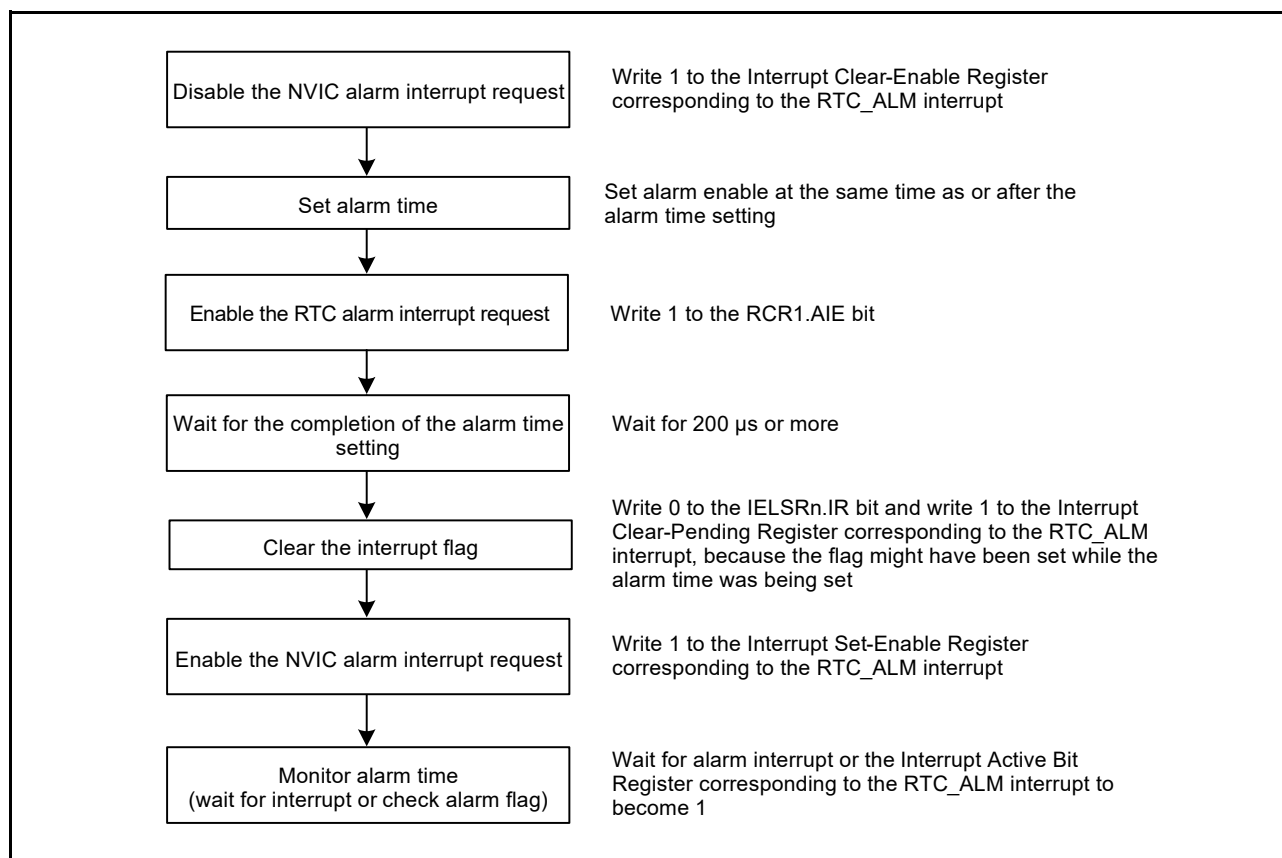 Disable the NVIC alarm interrupt request
Write 1 to the Interrupt Clear-Enable Register
corresponding to the RTC_ALM interrupt
Set alarm time
Set alarm enable at the same time as or after the
alarm time setting
Enable the RTC alarm interrupt request
Write 1 to the RCR1.AIE bit
Wait for the completion of the alarm time
setting
Wait for 200 µs or more
Clear the interrupt flag
Write 0 to the IELSRn.IR bit and write 1 to the Interrupt
Clear-Pending Register corresponding to the RTC_ALM
interrupt, because the flag might have been set while the
alarm time was being set
Enable the NVIC alarm interrupt request
Write 1 to the Interrupt Set-Enable Register
corresponding to the RTC_ALM interrupt
Monitor alarm time
(wait for interrupt or check alarm flag)
Wait for alarm interrupt or the Interrupt Active Bit
Register corresponding to the RTC_ALM interrupt to
become 1